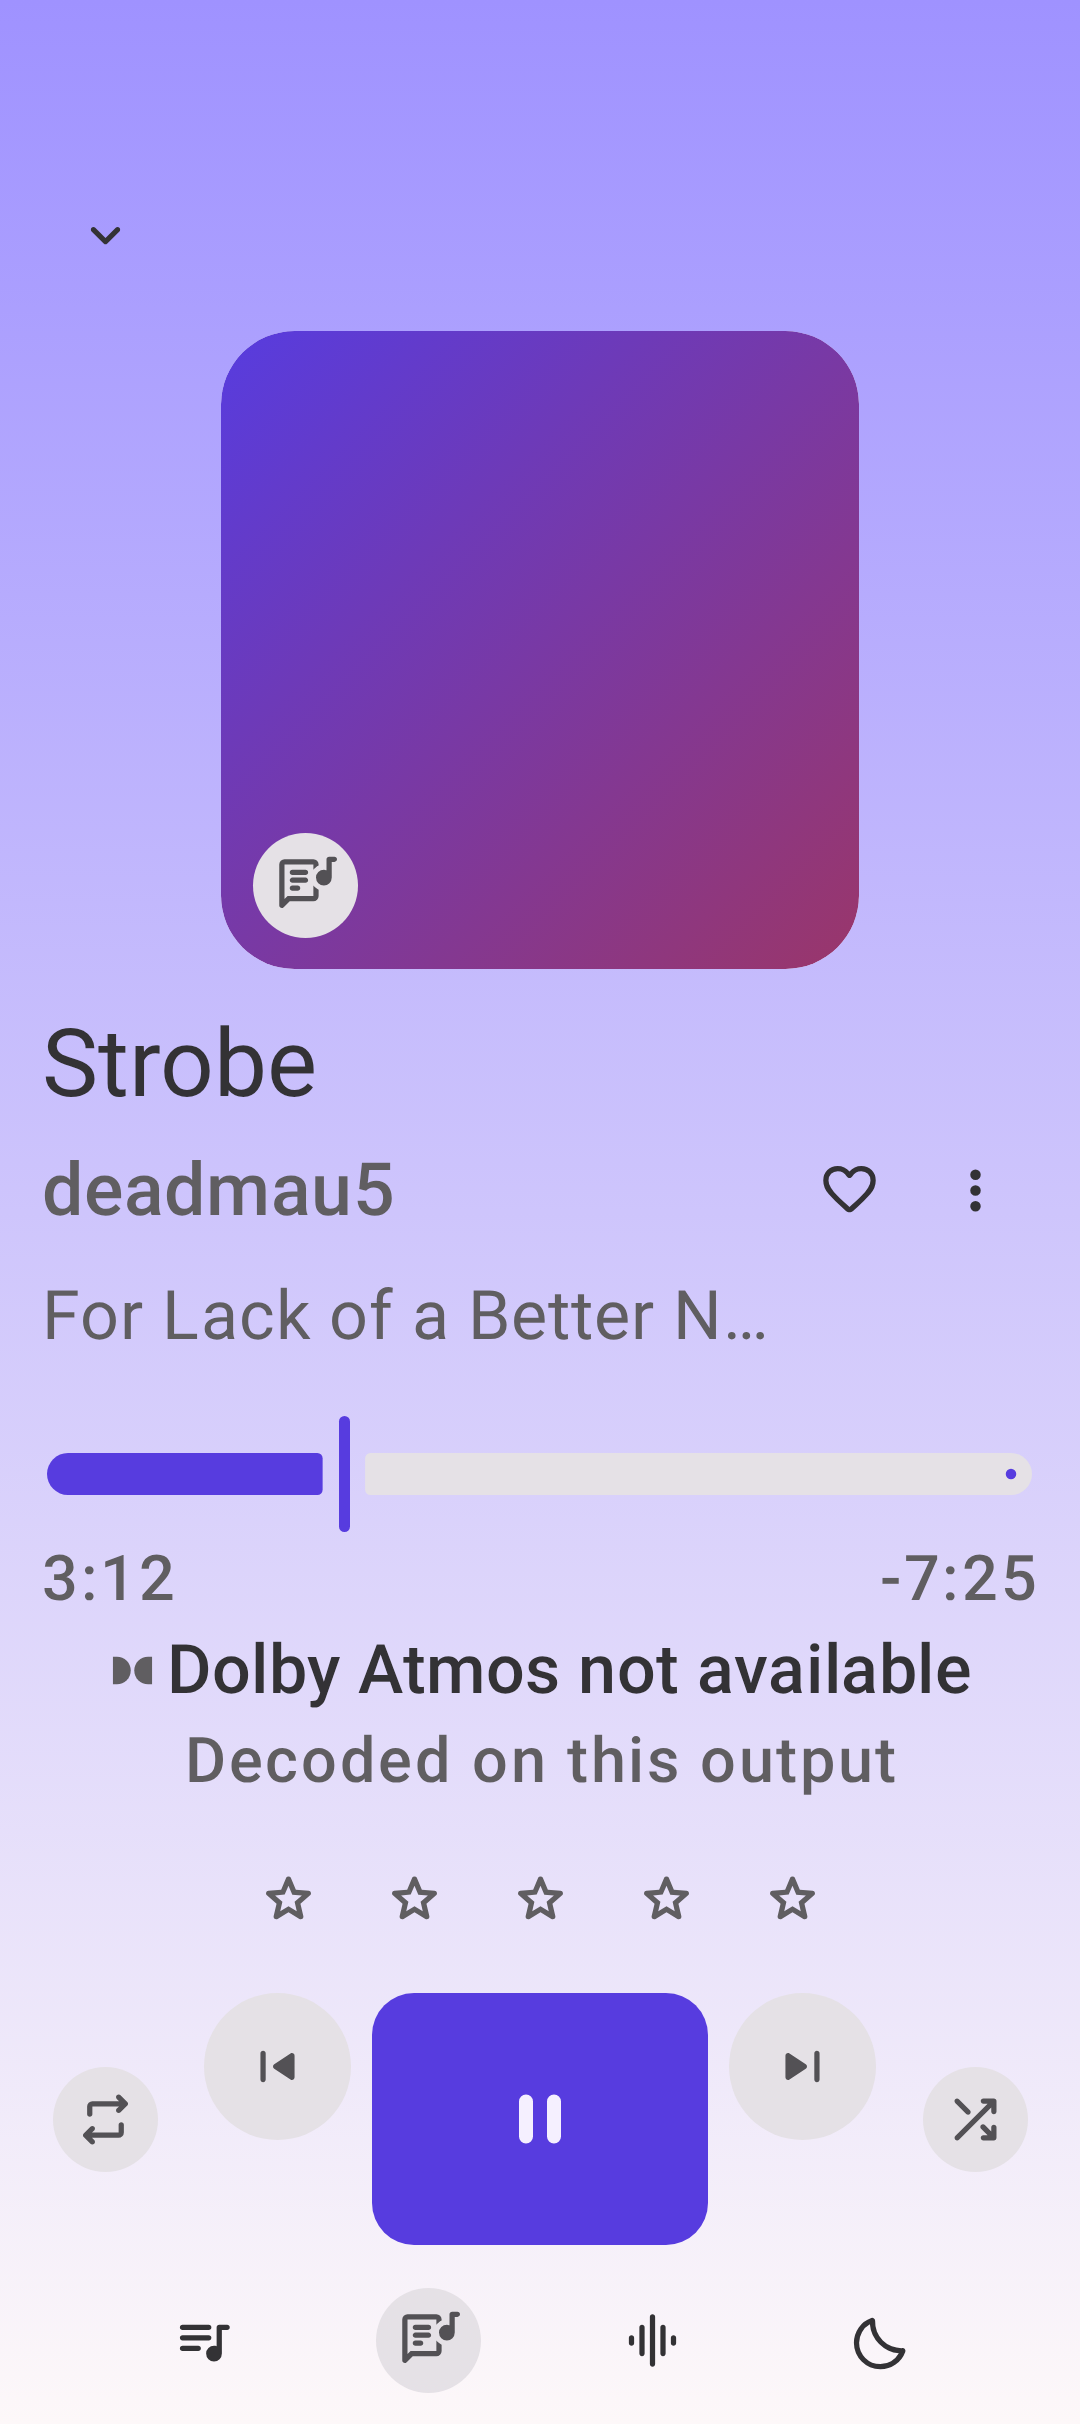 Strobe
deadmau5
For Lack of a Better N…
3:12
-7:25
Dolby Atmos not available
Decoded on this output